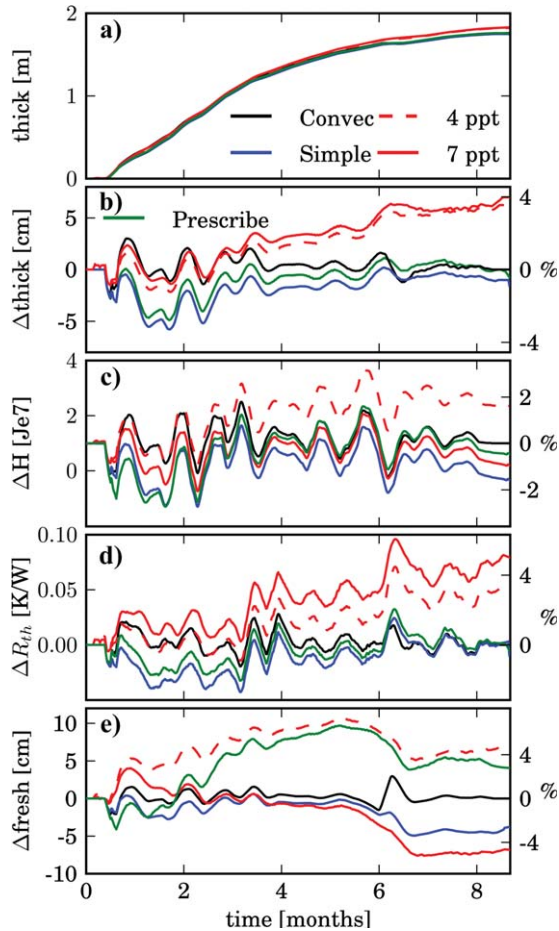 a)
2
1
0
thick [m]
Convec
4 ppt
Simple
7 ppt
b)
Prescribe
5
0
-5
Δthick [cm]
4
0
-4
%
c)
2
1
0
ΔH [Je7]
2
0
-2
%
d)
0.10
0.05
0.00
ΔR_th [K/W]
4
0
%
e)
10
5
0
-5
-10
Δfresh [cm]
4
0
-4
%
0 2 4 6 8
time [months]